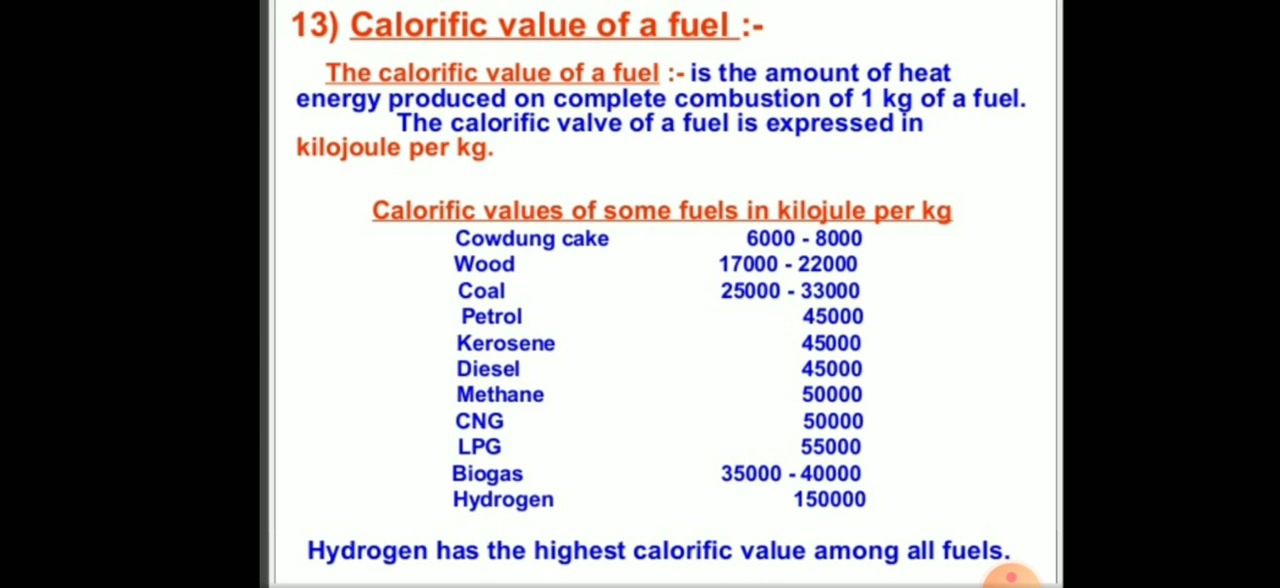 13) Calorific value of a fuel :-
The calorific value of a fuel :- is the amount of heat
energy produced on complete combustion of 1 kg of a fuel.
The calorific valve of a fuel is expressed in
kilojoule per kg.
Calorific values of some fuels in kilojule per kg
Cowdung cake 6000 - 8000
Wood 17000 - 22000
Coal 25000 - 33000
Petrol 45000
Kerosene 45000
Diesel 45000
Methane 50000
CNG 50000
LPG 55000
Biogas 35000 - 40000
Hydrogen 150000
Hydrogen has the highest calorific value among all fuels.